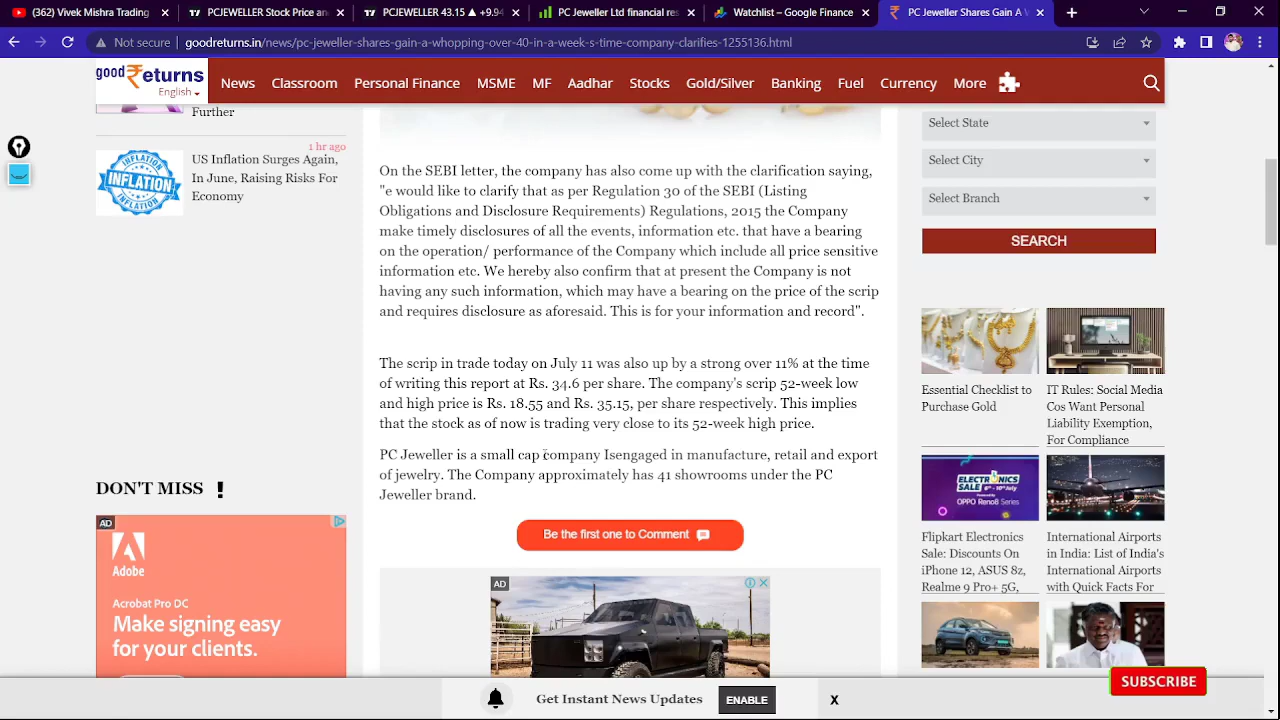 (362) Vivek Mishra Trading
PCJEWELLER Stock Price and
PCJEWELLER 43.15 ▲ +9.94
PC Jeweller Ltd financial res
Watchlist – Google Finance
PC Jeweller Shares Gain A W
Not secure
goodreturns.in/news/pc-jeweller-shares-gain-a-whopping-over-40-in-a-week-s-time-company-clarifies-1255136.html
good₹eturns
English
News
Classroom
Personal Finance
MSME
MF
Aadhar
Stocks
Gold/Silver
Banking
Fuel
Currency
More
Further
1 hr ago
INFLATION
INFLATION
INFLATION
US Inflation Surges Again,
In June, Raising Risks For
Economy
DON'T MISS !
AD
Adobe
Acrobat Pro DC
Make signing easy
for your clients.
On the SEBI letter, the company has also come up with the clarification saying,
"e would like to clarify that as per Regulation 30 of the SEBI (Listing
Obligations and Disclosure Requirements) Regulations, 2015 the Company
make timely disclosures of all the events, information etc. that have a bearing
on the operation/ performance of the Company which include all price sensitive
information etc. We hereby also confirm that at present the Company is not
having any such information, which may have a bearing on the price of the scrip
and requires disclosure as aforesaid. This is for your information and record".
The scrip in trade today on July 11 was also up by a strong over 11% at the time
of writing this report at Rs. 34.6 per share. The company's scrip 52-week low
and high price is Rs. 18.55 and Rs. 35.15, per share respectively. This implies
that the stock as of now is trading very close to its 52-week high price.
PC Jeweller is a small cap company Isengaged in manufacture, retail and export
of jewelry. The Company approximately has 41 showrooms under the PC
Jeweller brand.
Be the first one to Comment
AD
Select State
Select City
Select Branch
SEARCH
Essential Checklist to
Purchase Gold
IT Rules: Social Media
Cos Want Personal
Liability Exemption,
For Compliance
ELECTRONICS
SALE
6th - 10th July
Powered by
OPPO Reno8 Series
Flipkart Electronics
Sale: Discounts On
iPhone 12, ASUS 8z,
Realme 9 Pro+ 5G,
International Airports
in India: List of India's
International Airports
with Quick Facts For
Get Instant News Updates
ENABLE
X
SUBSCRIBE